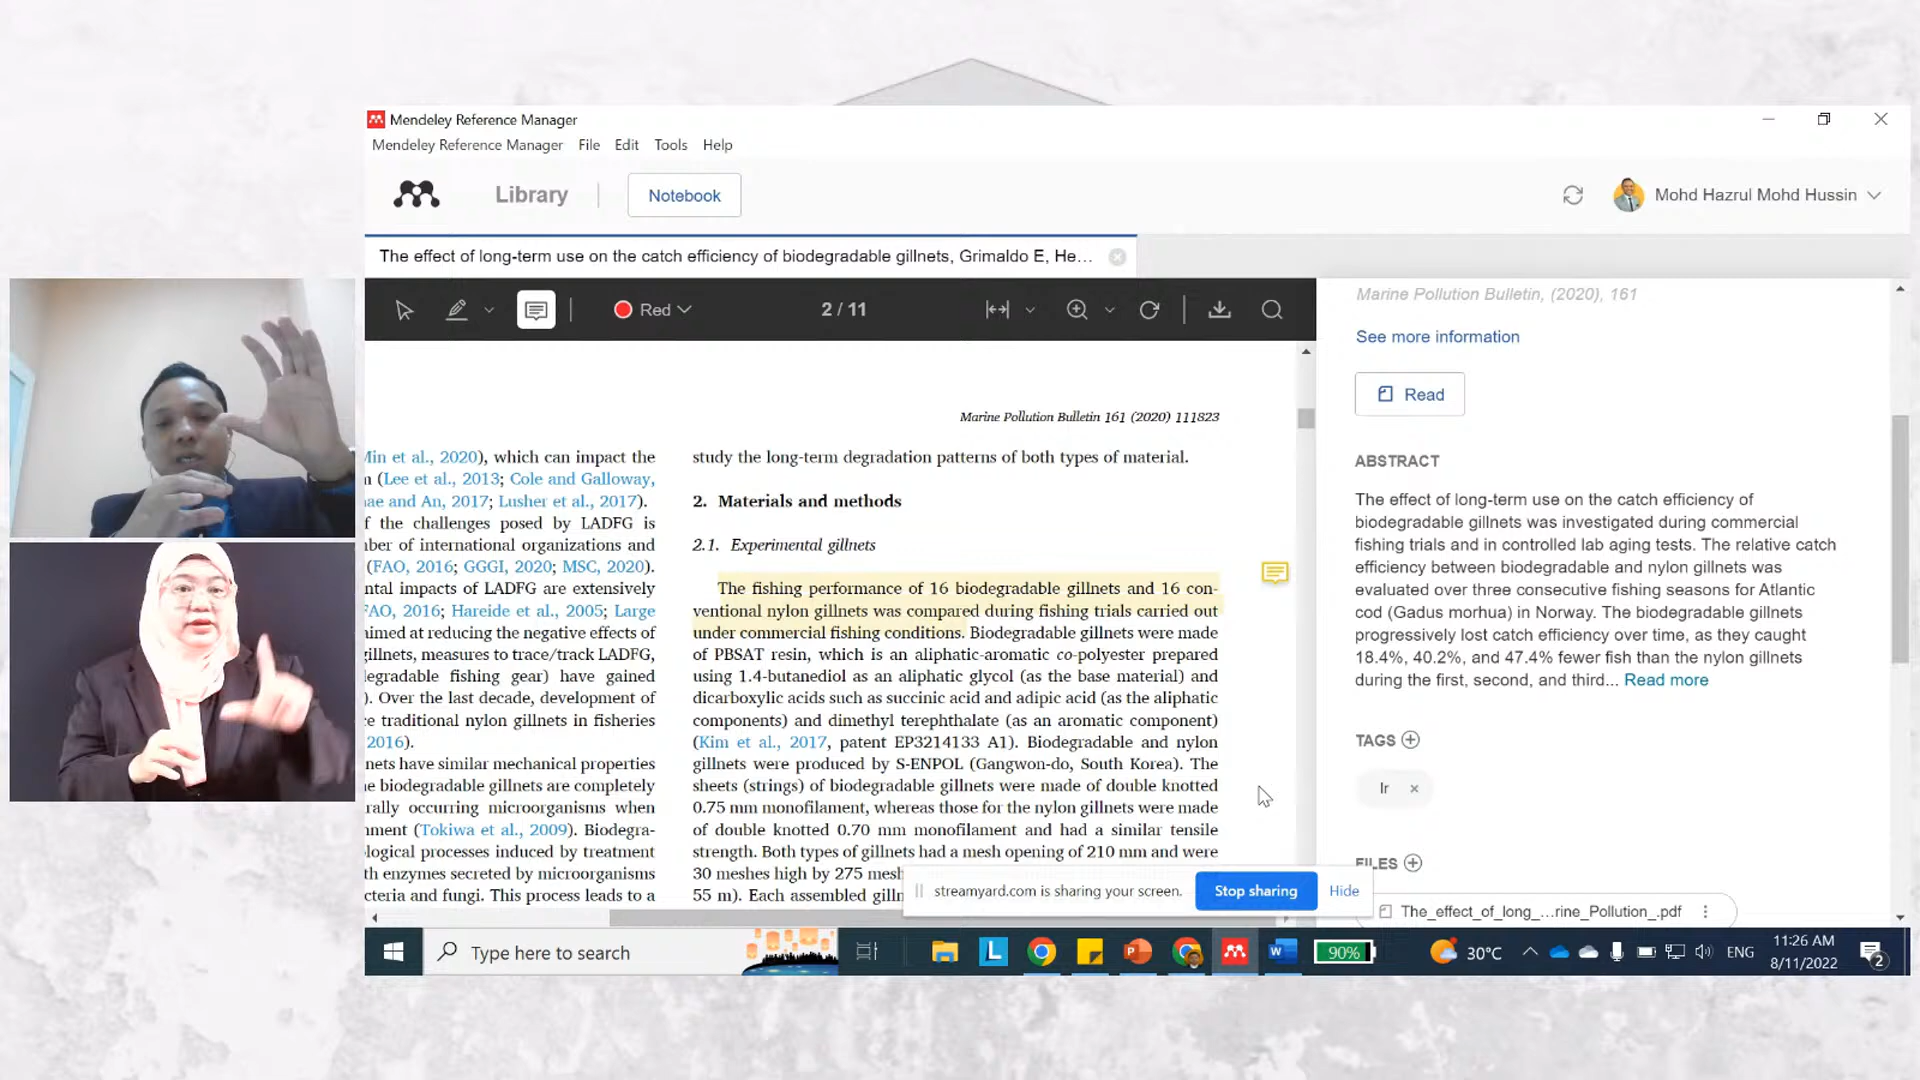 Mendeley Reference Manager
Mendeley Reference Manager File Edit Tools Help
Library Notebook
Mohd Hazrul Mohd Hussin
The effect of long-term use on the catch efficiency of biodegradable gillnets, Grimaldo E, He...
Red
2 / 11
Marine Pollution Bulletin 161 (2020) 111823
Min et al., 2020), which can impact the
(Lee et al., 2013; Cole and Galloway,
and An, 2017; Lusher et al., 2017).
f the challenges posed by LADFG is
ber of international organizations and
(FAO, 2016; GGGI, 2020; MSC, 2020).
ntal impacts of LADFG are extensively
FAO, 2016; Hareide et al., 2005; Large
aimed at reducing the negative effects of
gillnets, measures to trace/track LADFG,
degradable fishing gear) have gained
). Over the last decade, development of
e traditional nylon gillnets in fisheries
2016).
nets have similar mechanical properties
e biodegradable gillnets are completely
rally occurring microorganisms when
nment (Tokiwa et al., 2009). Biodegra-
logical processes induced by treatment
th enzymes secreted by microorganisms
cteria and fungi. This process leads to a
study the long-term degradation patterns of both types of material.
2. Materials and methods
2.1. Experimental gillnets
The fishing performance of 16 biodegradable gillnets and 16 con-
ventional nylon gillnets was compared during fishing trials carried out
under commercial fishing conditions. Biodegradable gillnets were made
of PBSAT resin, which is an aliphatic-aromatic co-polyester prepared
using 1.4-butanediol as an aliphatic glycol (as the base material) and
dicarboxylic acids such as succinic acid and adipic acid (as the aliphatic
components) and dimethyl terephthalate (as an aromatic component)
(Kim et al., 2017, patent EP3214133 A1). Biodegradable and nylon
gillnets were produced by S-ENPOL (Gangwon-do, South Korea). The
sheets (strings) of biodegradable gillnets were made of double knotted
0.75 mm monofilament, whereas those for the nylon gillnets were made
of double knotted 0.70 mm monofilament and had a similar tensile
strength. Both types of gillnets had a mesh opening of 210 mm and were
30 meshes high by 275 mesh
55 m). Each assembled gilln
Marine Pollution Bulletin, (2020), 161
See more information
Read
ABSTRACT
The effect of long-term use on the catch efficiency of
biodegradable gillnets was investigated during commercial
fishing trials and in controlled lab aging tests. The relative catch
efficiency between biodegradable and nylon gillnets was
evaluated over three consecutive fishing seasons for Atlantic
cod (Gadus morhua) in Norway. The biodegradable gillnets
progressively lost catch efficiency over time, as they caught
18.4%, 40.2%, and 47.4% fewer fish than the nylon gillnets
during the first, second, and third... Read more
TAGS
lr
FILES
The_effect_of_long_...rine_Pollution_.pdf
streamyard.com is sharing your screen. Stop sharing Hide
Type here to search
90%
30°C
ENG
11:26 AM
8/11/2022
2